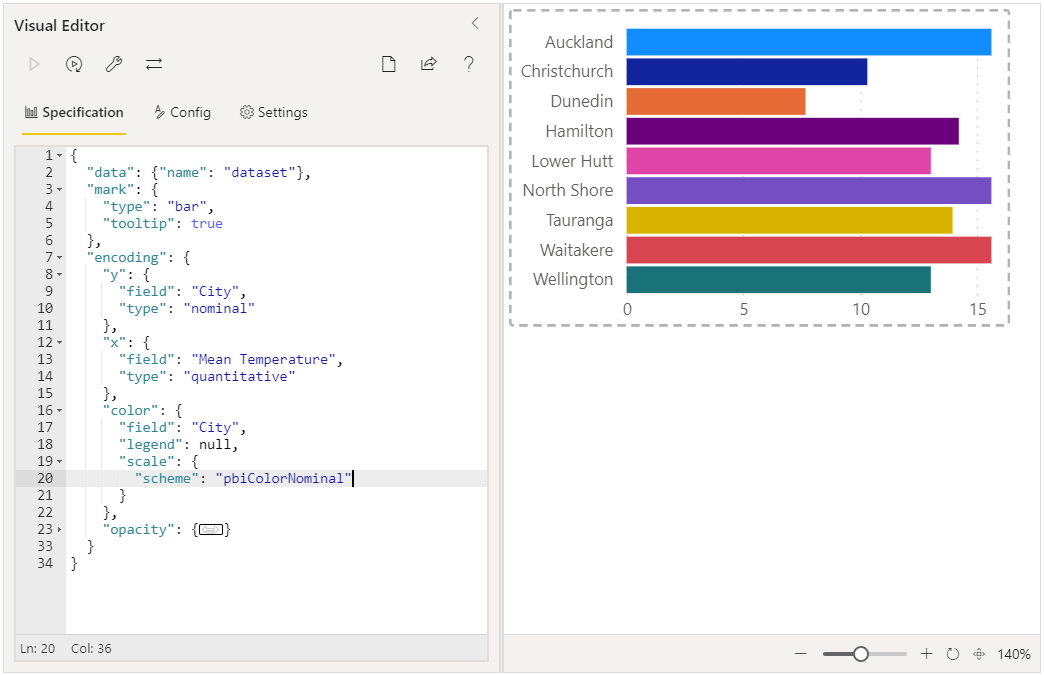 Visual Editor
Specification Config Settings
1 {
2 "data": {"name": "dataset"},
3 "mark": {
4 "type": "bar",
5 "tooltip": true
6 },
7 "encoding": {
8 "y": {
9 "field": "City",
10 "type": "nominal"
11 },
12 "x": {
13 "field": "Mean Temperature",
14 "type": "quantitative"
15 },
16 "color": {
17 "field": "City",
18 "legend": null,
19 "scale": {
20 "scheme": "pbiColorNominal"
21 }
22 },
23 "opacity": {}
33 }
34 }
Ln: 20 Col: 36
Auckland
Christchurch
Dunedin
Hamilton
Lower Hutt
North Shore
Tauranga
Waitakere
Wellington
0 5 10 15
140%